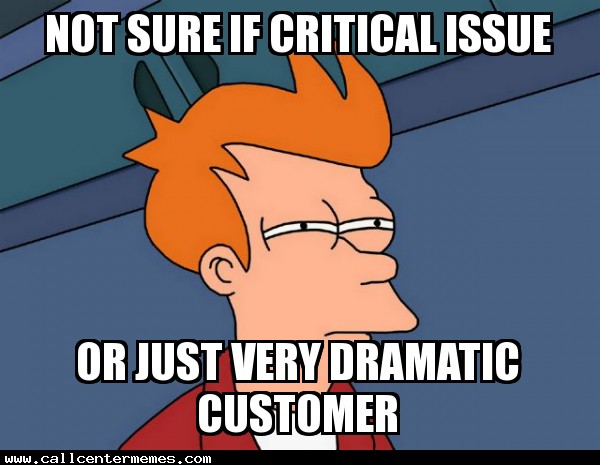 NOT SURE IF CRITICAL ISSUE
OR JUST VERY DRAMATIC
CUSTOMER
www.callcentermemes.com